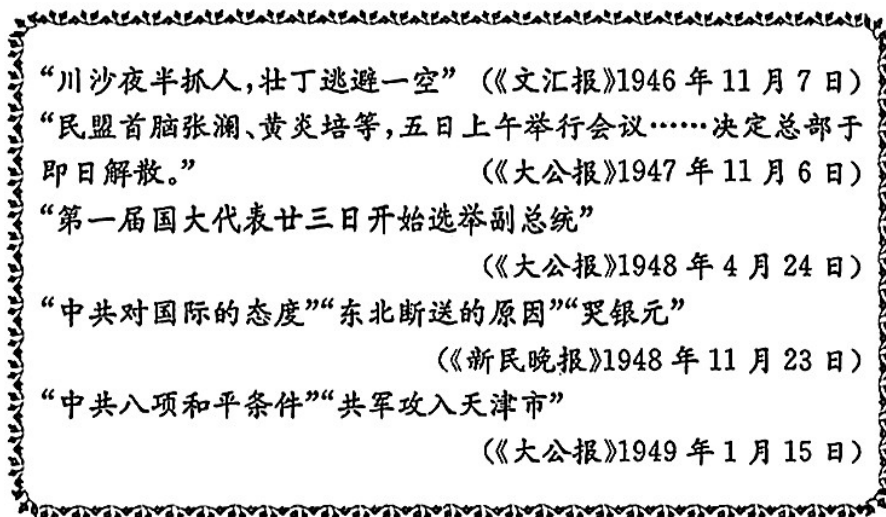 “川沙夜半抓人,壮丁逃避一空” (《文汇报》1946 年 11 月 7 日)
“民盟首脑张澜、黄炎培等,五日上午举行会议……决定总部于
即日解散。” (《大公报》1947 年 11 月 6 日)
“第一届国大代表廿三日开始选举副总统”
(《大公报》1948 年 4 月 24 日)
“中共对国际的态度”“东北断送的原因”“哭银元”
(《新民晚报》1948 年 11 月 23 日)
“中共八项和平条件”“共军攻入天津市”
(《大公报》1949 年 1 月 15 日)